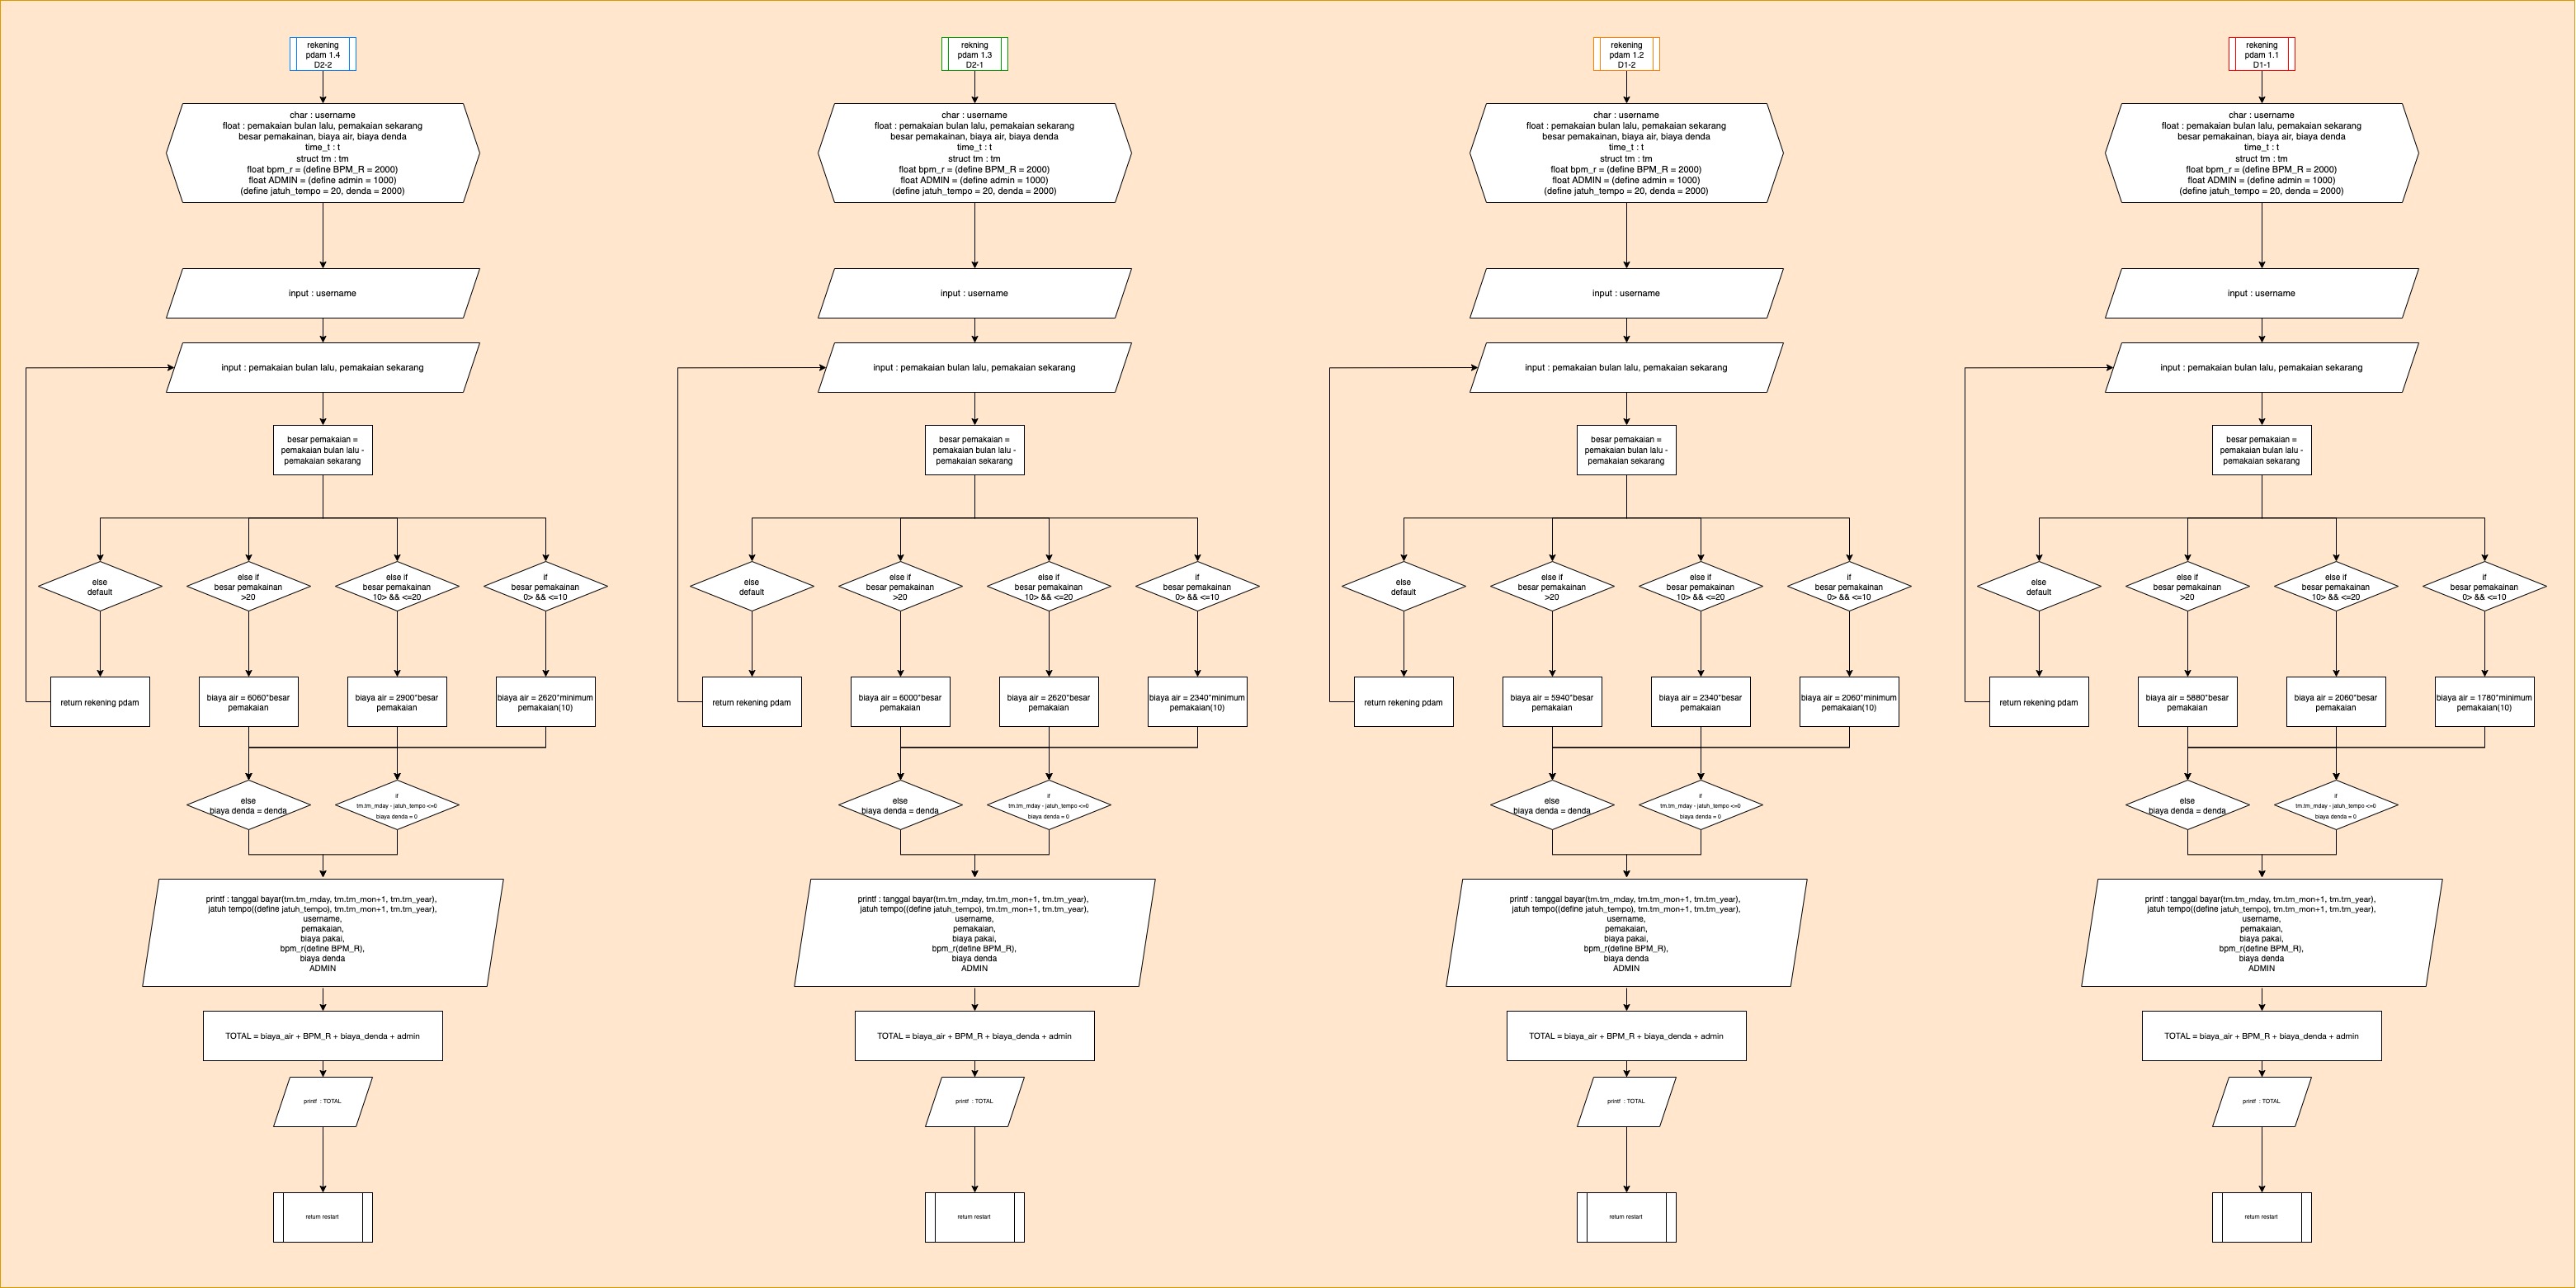 rekening
pdam 1.4
D2-2
char : username
float : pemakaian bulan lalu, pemakaian sekarang
besar pemakainan, biaya air, biaya denda
time_t : t
struct tm : tm
float bpm_r = (define BPM_R = 2000)
float ADMIN = (define admin = 1000)
(define jatuh_tempo = 20, denda = 2000)
input : username
input : pemakaian bulan lalu, pemakaian sekarang
besar pemakaian =
pemakaian bulan lalu -
pemakaian sekarang
else
default
else if
besar pemakainan
>20
else if
besar pemakainan
10> && <=20
if
besar pemakainan
0> && <=10
return rekening pdam
biaya air = 6060*besar
pemakaian
biaya air = 2900*besar
pemakaian
biaya air = 2620*minimum
pemakaian(10)
else
biaya denda = denda
if
tm.tm_mday - jatuh_tempo <=0
biaya denda = 0
printf : tanggal bayar(tm.tm_mday, tm.tm_mon+1, tm.tm_year),
jatuh tempo((define jatuh_tempo), tm.tm_mon+1, tm.tm_year),
username,
pemakaian,
biaya pakai,
bpm_r(define BPM_R),
biaya denda
ADMIN
TOTAL = biaya_air + BPM_R + biaya_denda + admin
printf : TOTAL
return restart
rekning
pdam 1.3
D2-1
char : username
float : pemakaian bulan lalu, pemakaian sekarang
besar pemakainan, biaya air, biaya denda
time_t : t
struct tm : tm
float bpm_r = (define BPM_R = 2000)
float ADMIN = (define admin = 1000)
(define jatuh_tempo = 20, denda = 2000)
input : username
input : pemakaian bulan lalu, pemakaian sekarang
besar pemakaian =
pemakaian bulan lalu -
pemakaian sekarang
else
default
else if
besar pemakainan
>20
else if
besar pemakainan
10> && <=20
if
besar pemakainan
0> && <=10
return rekening pdam
biaya air = 6000*besar
pemakaian
biaya air = 2620*besar
pemakaian
biaya air = 2340*minimum
pemakaian(10)
else
biaya denda = denda
if
tm.tm_mday - jatuh_tempo <=0
biaya denda = 0
printf : tanggal bayar(tm.tm_mday, tm.tm_mon+1, tm.tm_year),
jatuh tempo((define jatuh_tempo), tm.tm_mon+1, tm.tm_year),
username,
pemakaian,
biaya pakai,
bpm_r(define BPM_R),
biaya denda
ADMIN
TOTAL = biaya_air + BPM_R + biaya_denda + admin
printf : TOTAL
return restart
rekening
pdam 1.2
D1-2
char : username
float : pemakaian bulan lalu, pemakaian sekarang
besar pemakainan, biaya air, biaya denda
time_t : t
struct tm : tm
float bpm_r = (define BPM_R = 2000)
float ADMIN = (define admin = 1000)
(define jatuh_tempo = 20, denda = 2000)
input : username
input : pemakaian bulan lalu, pemakaian sekarang
besar pemakaian =
pemakaian bulan lalu -
pemakaian sekarang
else
default
else if
besar pemakainan
>20
else if
besar pemakainan
10> && <=20
if
besar pemakainan
0> && <=10
return rekening pdam
biaya air = 5940*besar
pemakaian
biaya air = 2340*besar
pemakaian
biaya air = 2060*minimum
pemakaian(10)
else
biaya denda = denda
if
tm.tm_mday - jatuh_tempo <=0
biaya denda = 0
printf : tanggal bayar(tm.tm_mday, tm.tm_mon+1, tm.tm_year),
jatuh tempo((define jatuh_tempo), tm.tm_mon+1, tm.tm_year),
username,
pemakaian,
biaya pakai,
bpm_r(define BPM_R),
biaya denda
ADMIN
TOTAL = biaya_air + BPM_R + biaya_denda + admin
printf : TOTAL
return restart
rekening
pdam 1.1
D1-1
char : username
float : pemakaian bulan lalu, pemakaian sekarang
besar pemakainan, biaya air, biaya denda
time_t : t
struct tm : tm
float bpm_r = (define BPM_R = 2000)
float ADMIN = (define admin = 1000)
(define jatuh_tempo = 20, denda = 2000)
input : username
input : pemakaian bulan lalu, pemakaian sekarang
besar pemakaian =
pemakaian bulan lalu -
pemakaian sekarang
else
default
else if
besar pemakainan
>20
else if
besar pemakainan
10> && <=20
if
besar pemakainan
0> && <=10
return rekening pdam
biaya air = 5880*besar
pemakaian
biaya air = 2060*besar
pemakaian
biaya air = 1780*minimum
pemakaian(10)
else
biaya denda = denda
if
tm.tm_mday - jatuh_tempo <=0
biaya denda = 0
printf : tanggal bayar(tm.tm_mday, tm.tm_mon+1, tm.tm_year),
jatuh tempo((define jatuh_tempo), tm.tm_mon+1, tm.tm_year),
username,
pemakaian,
biaya pakai,
bpm_r(define BPM_R),
biaya denda
ADMIN
TOTAL = biaya_air + BPM_R + biaya_denda + admin
printf : TOTAL
return restart